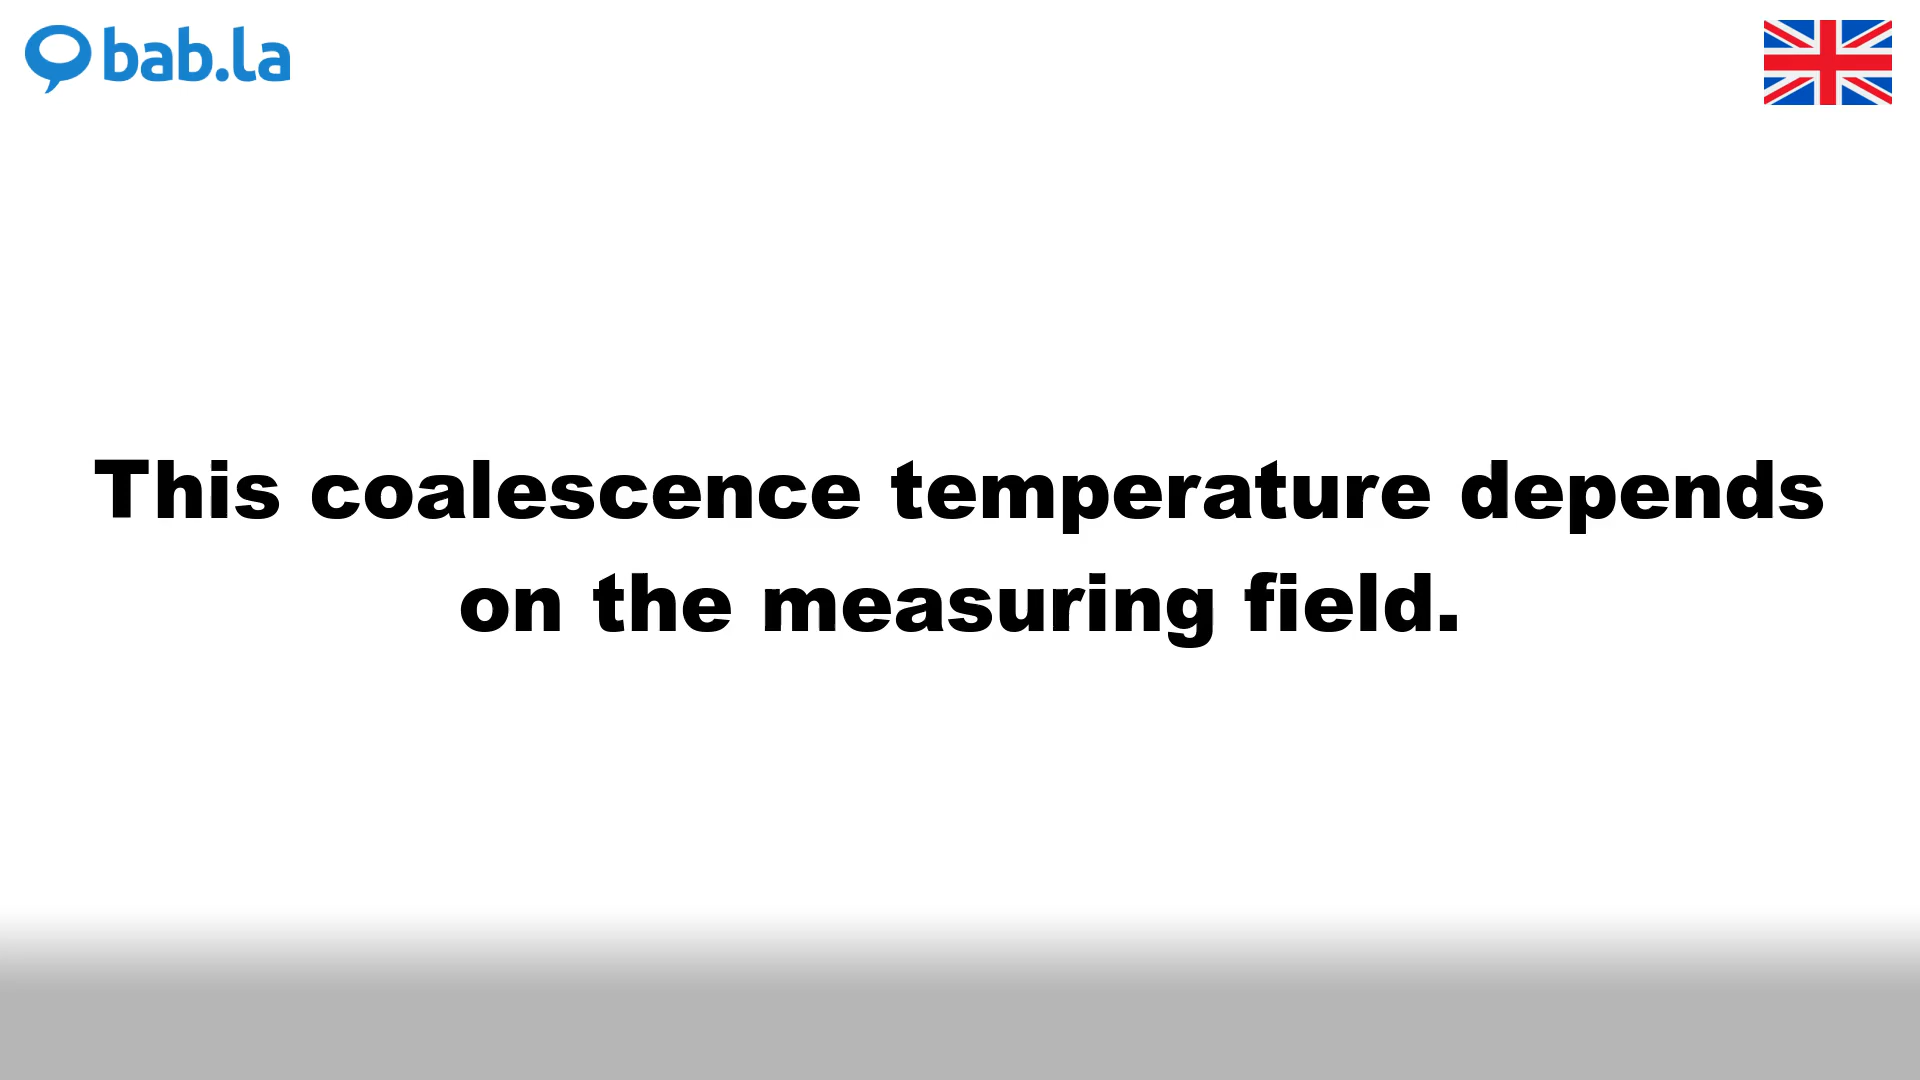 bab.la
This coalescence temperature depends
on the measuring field.